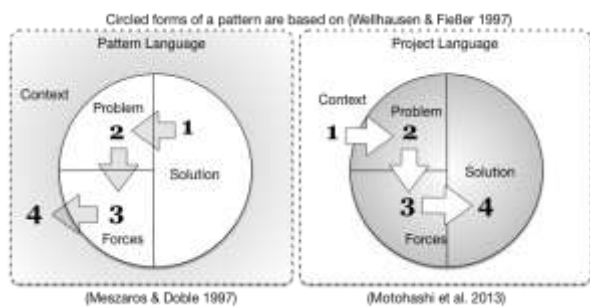 Circled forms of a pattern are based on (Wellhausen & Fießer 1997)
Pattern Language
Context
Problem
2
1
Solution
4
3
Forces
(Meszaros & Doble 1997)
Project Language
Context
Problem
1
2
Solution
3
4
Forces
(Motohashi et al. 2013)